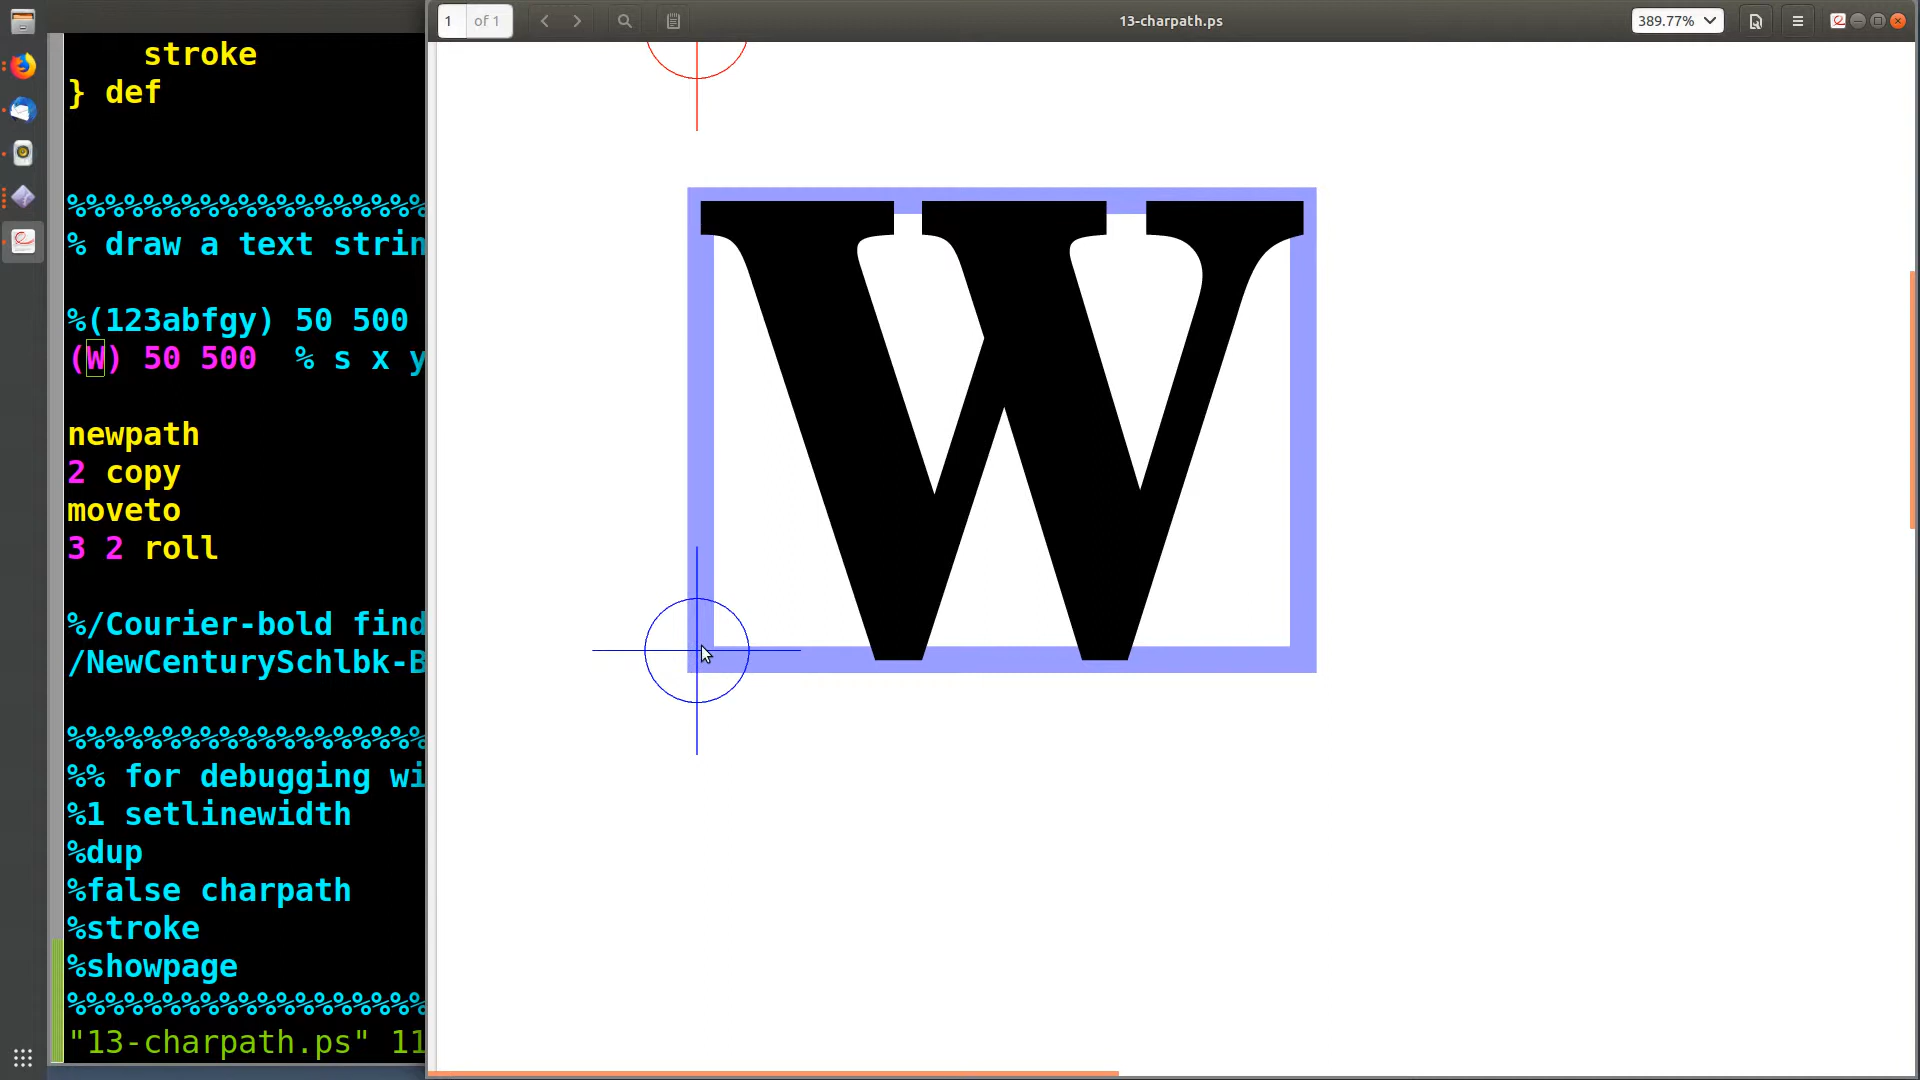 1 of 1
13-charpath.ps
389.77%
stroke
} def
%%%%%%%%%%%%%%%%%%%
% draw a text strin
%(123abfgy) 50 500
(W) 50 500  % s x y
newpath
2 copy
moveto
3 2 roll
%/Courier-bold find
/NewCenturySchlbk-B
%%%%%%%%%%%%%%%%%%%
%% for debugging wi
%1 setlinewidth
%dup
%false charpath
%stroke
%showpage
%%%%%%%%%%%%%%%%%%%
"13-charpath.ps" 11
W